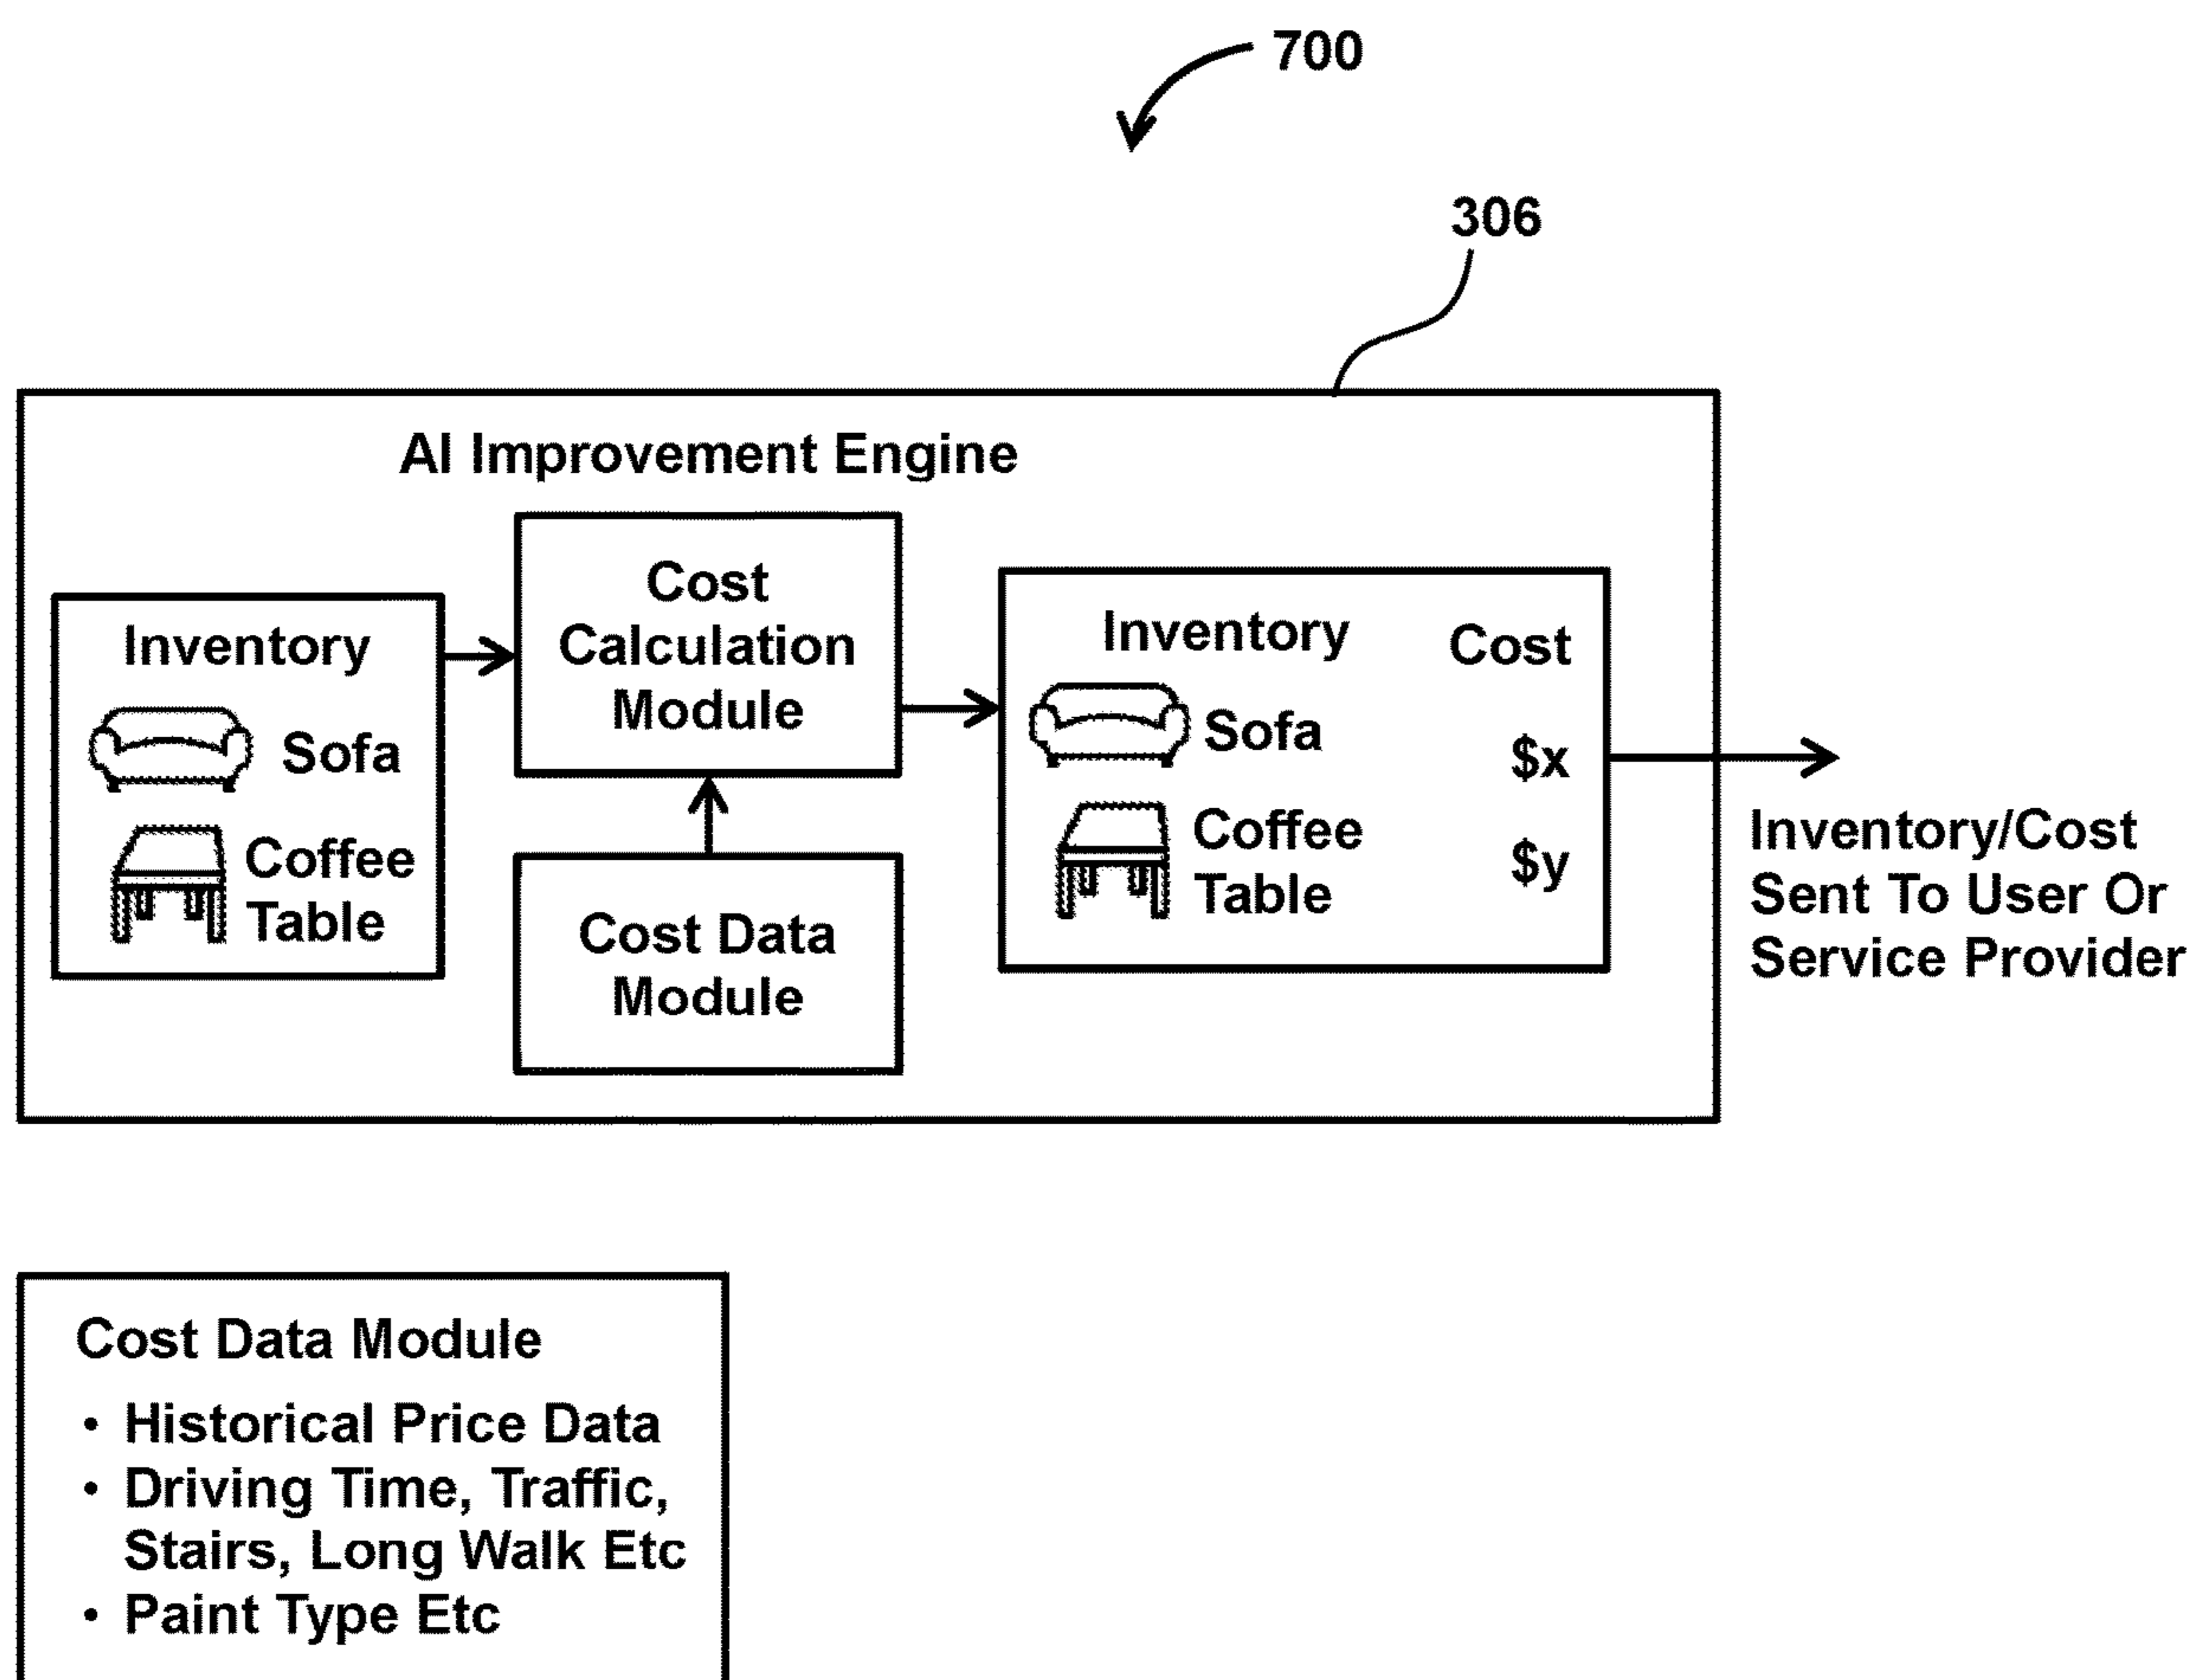 700
306
AI Improvement Engine
Inventory
Sofa
Coffee
Table
Cost
Calculation
Module
Cost Data
Module
Inventory Cost
Sofa $x
Coffee
Table
$y
Inventory/Cost
Sent To User Or
Service Provider
Cost Data Module
• Historical Price Data
• Driving Time, Traffic,
Stairs, Long Walk Etc
• Paint Type Etc